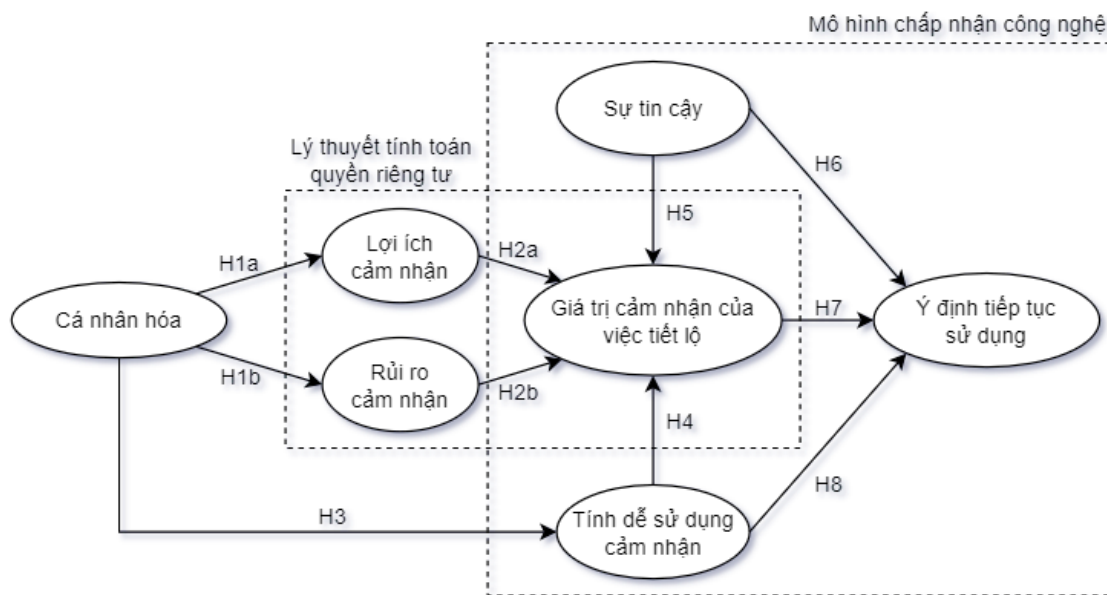 Mô hình chấp nhận công nghệ
Sự tin cậy
Lý thuyết tính toán
quyền riêng tư
H6
H5
Lợi ích
cảm nhận
H2a
H1a
Cá nhân hóa
Giá trị cảm nhận của
việc tiết lộ
H7
Ý định tiếp tục
sử dụng
H1b
Rủi ro
cảm nhận
H2b
H4
H8
H3
Tính dễ sử dụng
cảm nhận